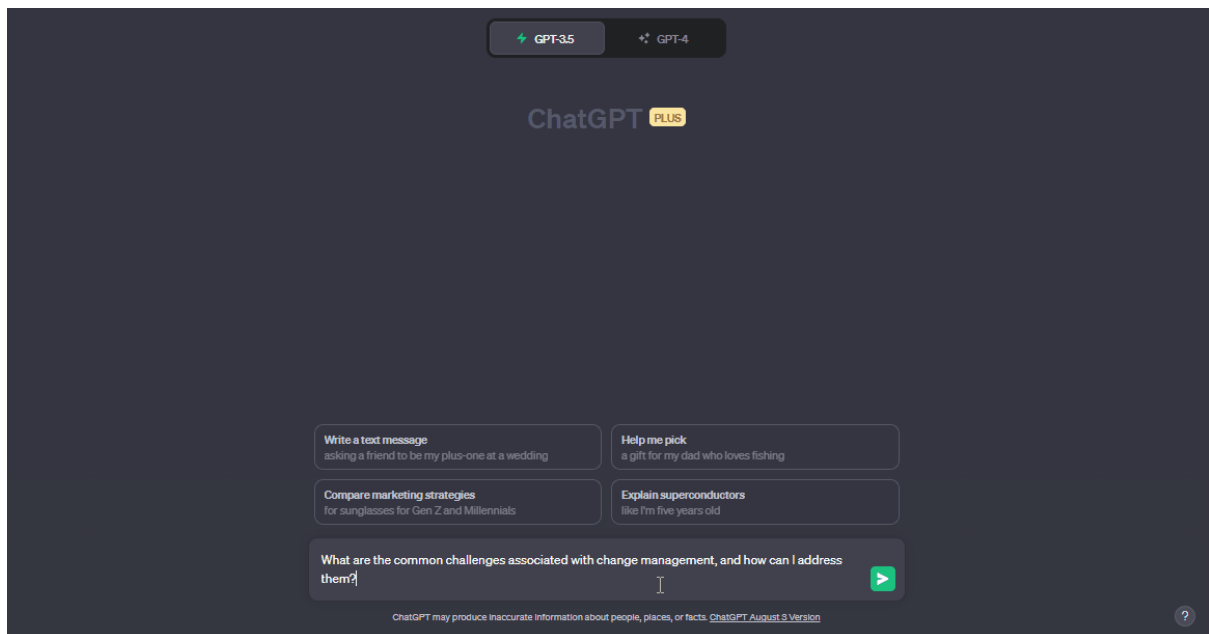 GPT-3.5
GPT-4
ChatGPT PLUS
Write a text message
asking a friend to be my plus-one at a wedding
Help me pick
a gift for my dad who loves fishing
Compare marketing strategies
for sunglasses for Gen Z and Millennials
Explain superconductors
like I'm five years old
What are the common challenges associated with change management, and how can I address
them?
ChatGPT may produce inaccurate information about people, places, or facts. ChatGPT August 3 Version
?